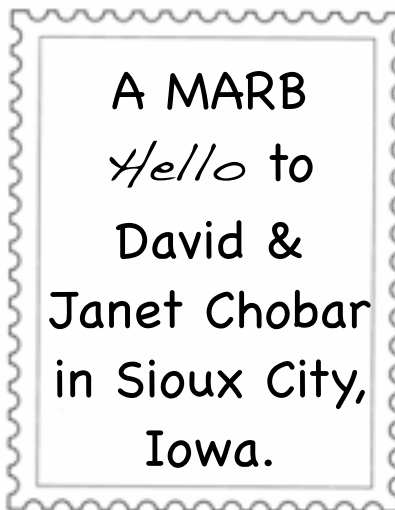 A MARB
Hello to
David &
Janet Chobar
in Sioux City,
Iowa.